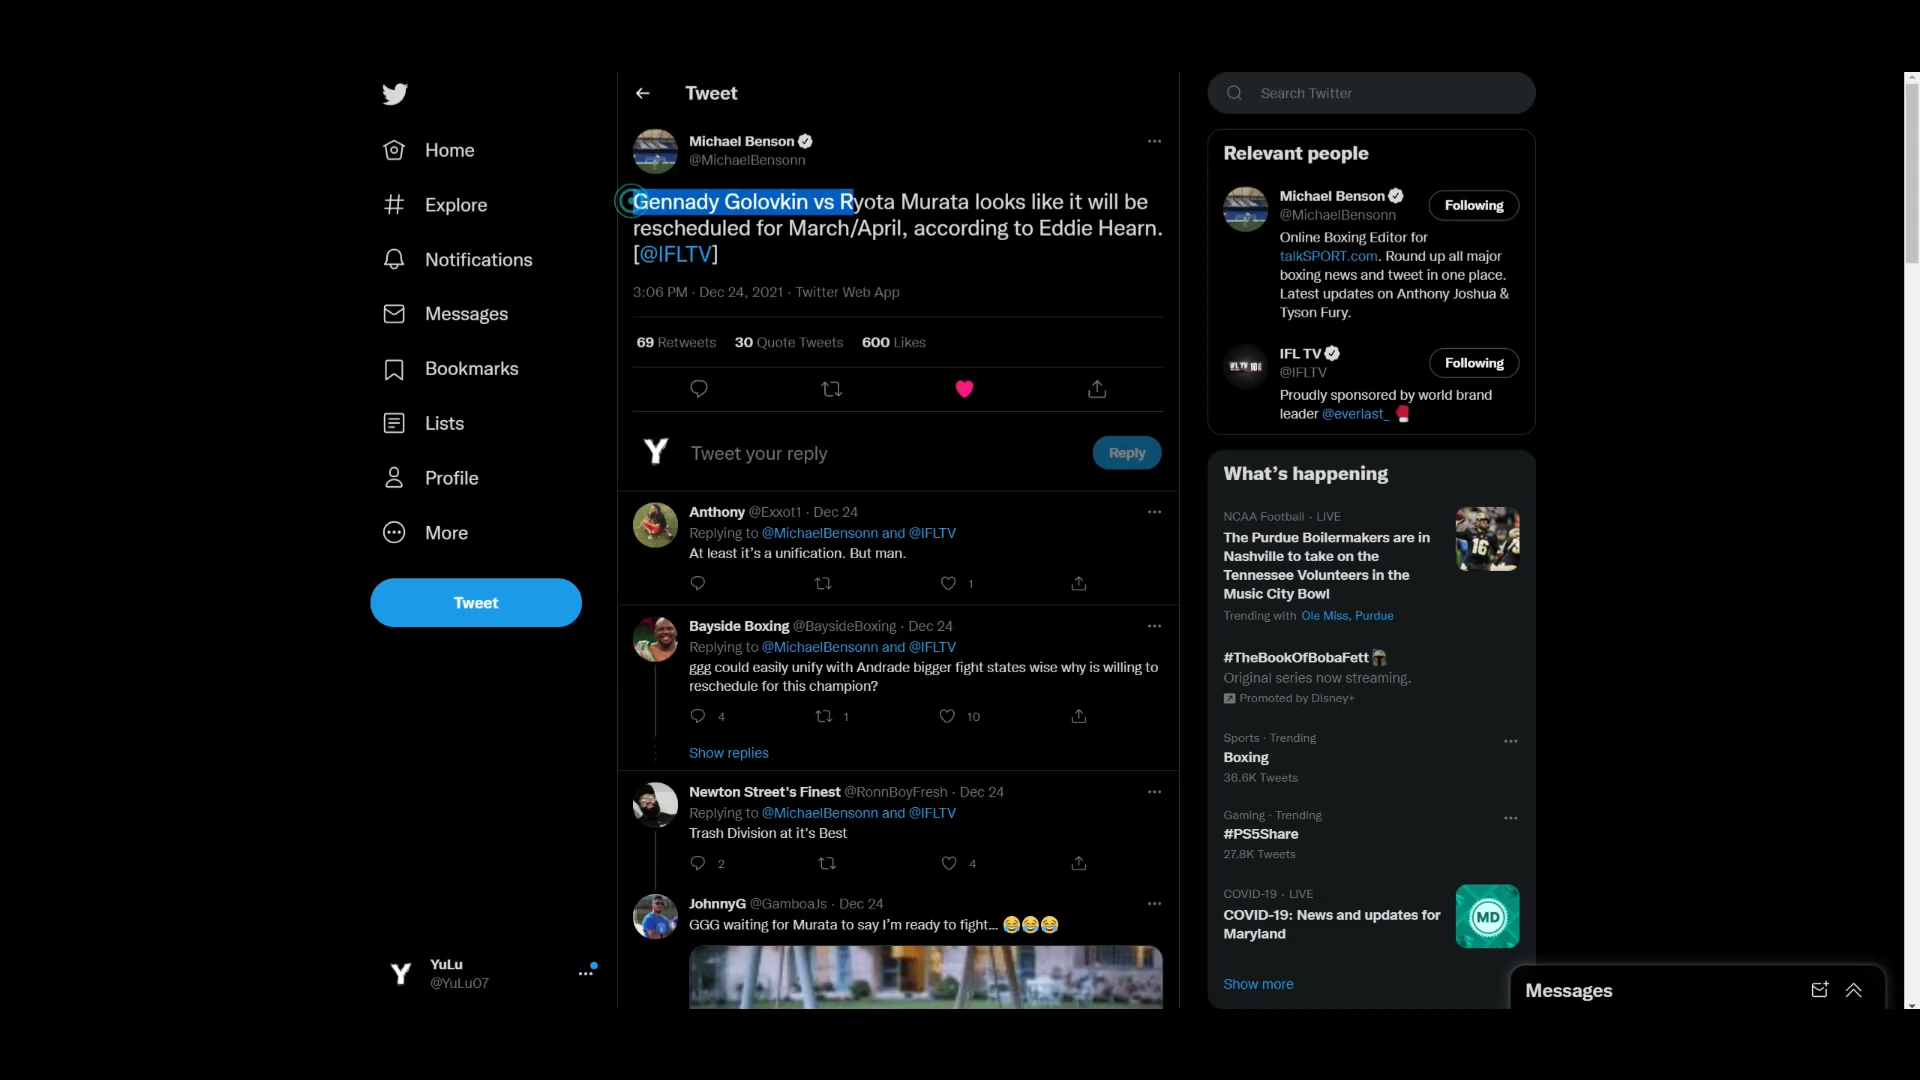 Home
Explore
Notifications
Messages
Bookmarks
Lists
Profile
More
Tweet
YuLu
@YuLu07
Tweet
Michael Benson
@MichaelBensonn
Gennady Golovkin vs Ryota Murata looks like it will be
rescheduled for March/April, according to Eddie Hearn.
[@IFLTV]
3:06 PM · Dec 24, 2021 · Twitter Web App
69 Retweets 30 Quote Tweets 600 Likes
Y Tweet your reply Reply
Anthony @Exxot1 · Dec 24
Replying to @MichaelBensonn and @IFLTV
At least it's a unification. But man.
1
Bayside Boxing @BaysideBoxing · Dec 24
Replying to @MichaelBensonn and @IFLTV
ggg could easily unify with Andrade bigger fight states wise why is willing to
reschedule for this champion?
4 1 10
Show replies
Newton Street's Finest @RonnBoyFresh · Dec 24
Replying to @MichaelBensonn and @IFLTV
Trash Division at it's Best
2 4
JohnnyG @GamboaJs · Dec 24
GGG waiting for Murata to say I'm ready to fight... 😂😂😂
Search Twitter
Relevant people
Michael Benson
@MichaelBensonn
Following
Online Boxing Editor for
talkSPORT.com. Round up all major
boxing news and tweet in one place.
Latest updates on Anthony Joshua &
Tyson Fury.
IFL TV
@IFLTV
Following
Proudly sponsored by world brand
leader @everlast_ 🥊
What's happening
NCAA Football · LIVE
The Purdue Boilermakers are in
Nashville to take on the
Tennessee Volunteers in the
Music City Bowl
Trending with Ole Miss, Purdue
16
#TheBookOfBobaFett
Original series now streaming.
Promoted by Disney+
Sports · Trending
Boxing
36.6K Tweets
Gaming · Trending
#PS5Share
27.8K Tweets
COVID-19 · LIVE
COVID-19: News and updates for
Maryland
MD
Show more
Messages
Y